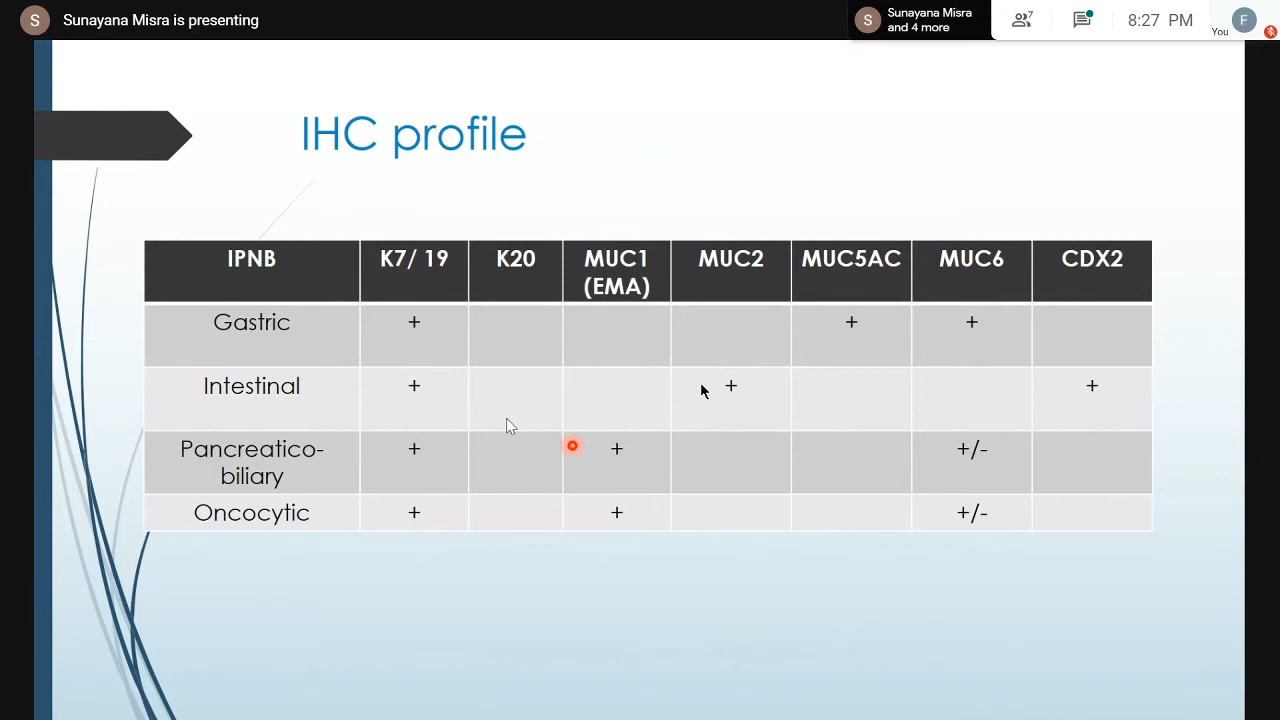 S Sunayana Misra is presenting
S Sunayana Misra
and 4 more
7
8:27 PM
You
F
IHC profile
IPNB K7/ 19 K20 MUC1 MUC2 MUC5AC MUC6 CDX2
(EMA)
Gastric + + +
Intestinal + + +
Pancreatico- + + +/-
biliary
Oncocytic + + +/-